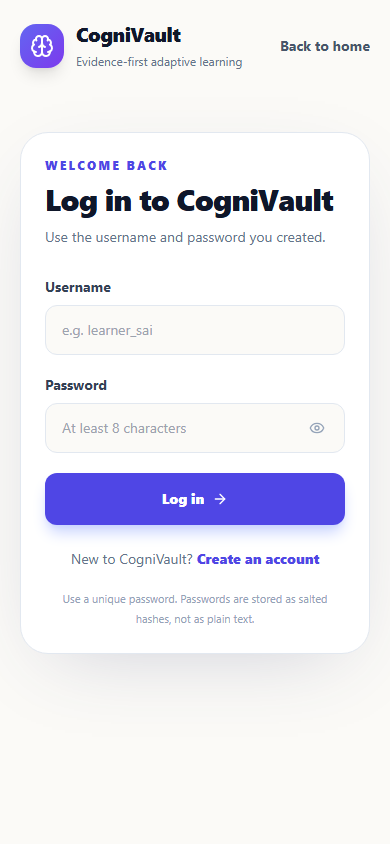 CogniVault
Evidence-first adaptive learning
Back to home
WELCOME BACK
Log in to CogniVault
Use the username and password you created.
Username
e.g. learner_sai
Password
At least 8 characters
Log in →
New to CogniVault? Create an account
Use a unique password. Passwords are stored as salted
hashes, not as plain text.